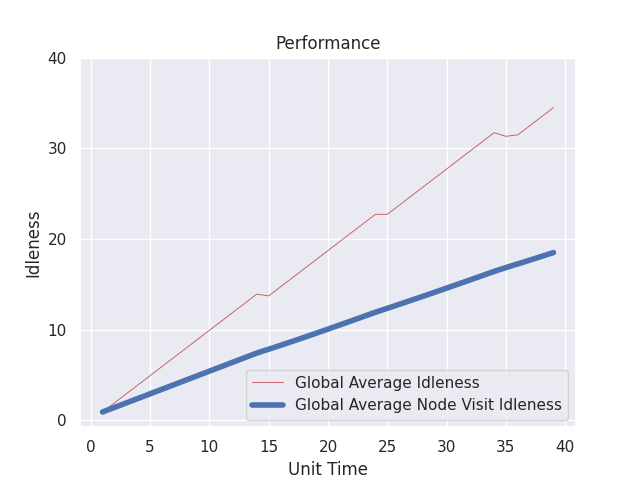 Performance
40
30
20
10
0
Idleness
Global Average Idleness
Global Average Node Visit Idleness
0 5 10 15 20 25 30 35 40
Unit Time